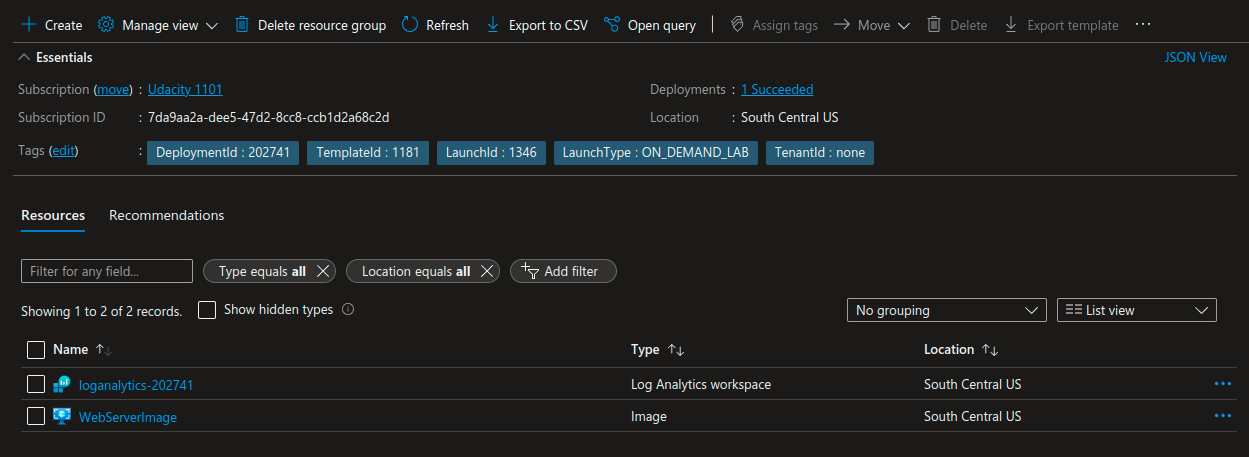 Create Manage view Delete resource group Refresh Export to CSV Open query Assign tags Move Delete Export template ...
Essentials JSON View
Subscription (move) : Udacity 1101 Deployments : 1 Succeeded
Subscription ID : 7da9aa2a-dee5-47d2-8cc8-ccb1d2a68c2d Location : South Central US
Tags (edit) : DeploymentId : 202741 TemplateId : 1181 LaunchId : 1346 LaunchType : ON_DEMAND_LAB TenantId : none
Resources Recommendations
Filter for any field... Type equals all Location equals all Add filter
Showing 1 to 2 of 2 records. Show hidden types No grouping List view
Name Type Location
loganalytics-202741 Log Analytics workspace South Central US ...
WebServerImage Image South Central US ...